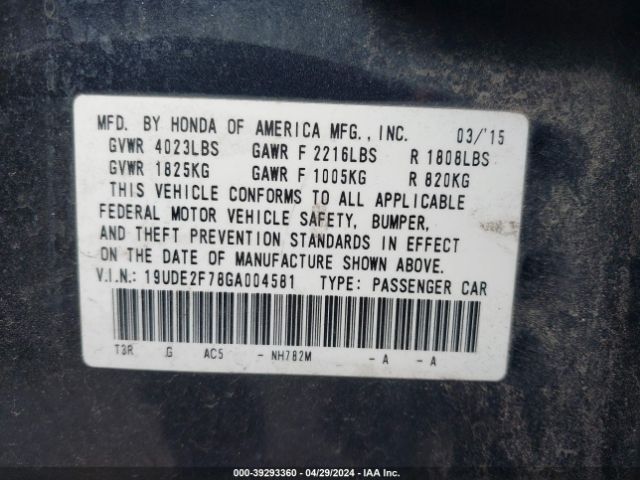 MFD. BY HONDA OF AMERICA MFG., INC. 03/'15
GVWR 4023LBS GAWR F 2216LBS R 1808LBS
GVWR 1825KG GAWR F 1005KG R 820KG
THIS VEHICLE CONFORMS TO ALL APPLICABLE
FEDERAL MOTOR VEHICLE SAFETY, BUMPER,
AND THEFT PREVENTION STANDARDS IN EFFECT
ON THE DATE OF MANUFACTURE SHOWN ABOVE.
V.I.N.: 19UDE2F78GA004581 TYPE: PASSENGER CAR
T3R G AC5 - NH782M - A - A
000-39293360 - 04/29/2024 - IAA Inc.